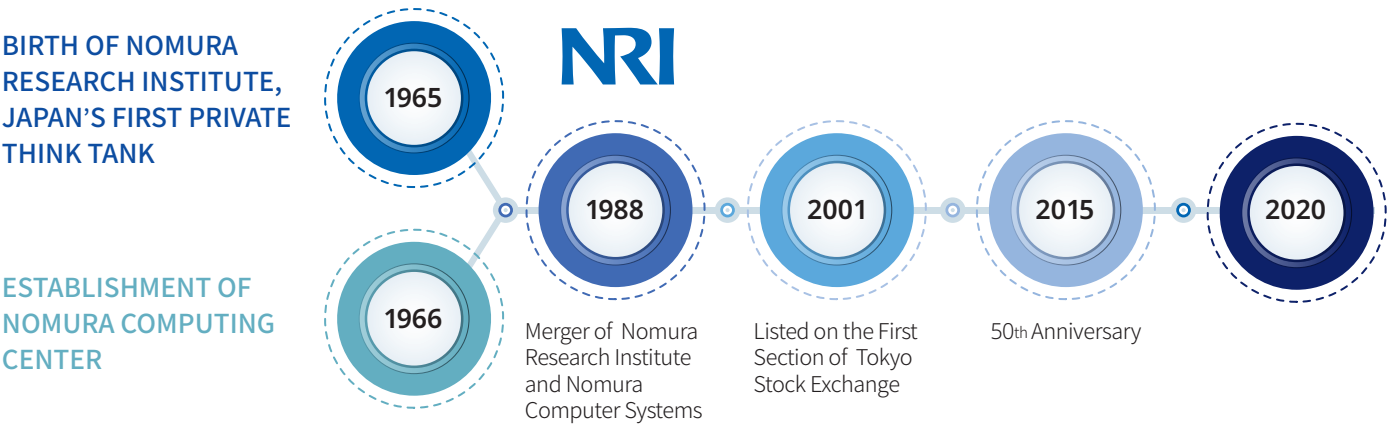 BIRTH OF NOMURA
RESEARCH INSTITUTE,
JAPAN'S FIRST PRIVATE
THINK TANK
1965
NRI
ESTABLISHMENT OF
NOMURA COMPUTING
CENTER
1966
1988
Merger of Nomura
Research Institute
and Nomura
Computer Systems
2001
Listed on the First
Section of Tokyo
Stock Exchange
2015
50th Anniversary
2020